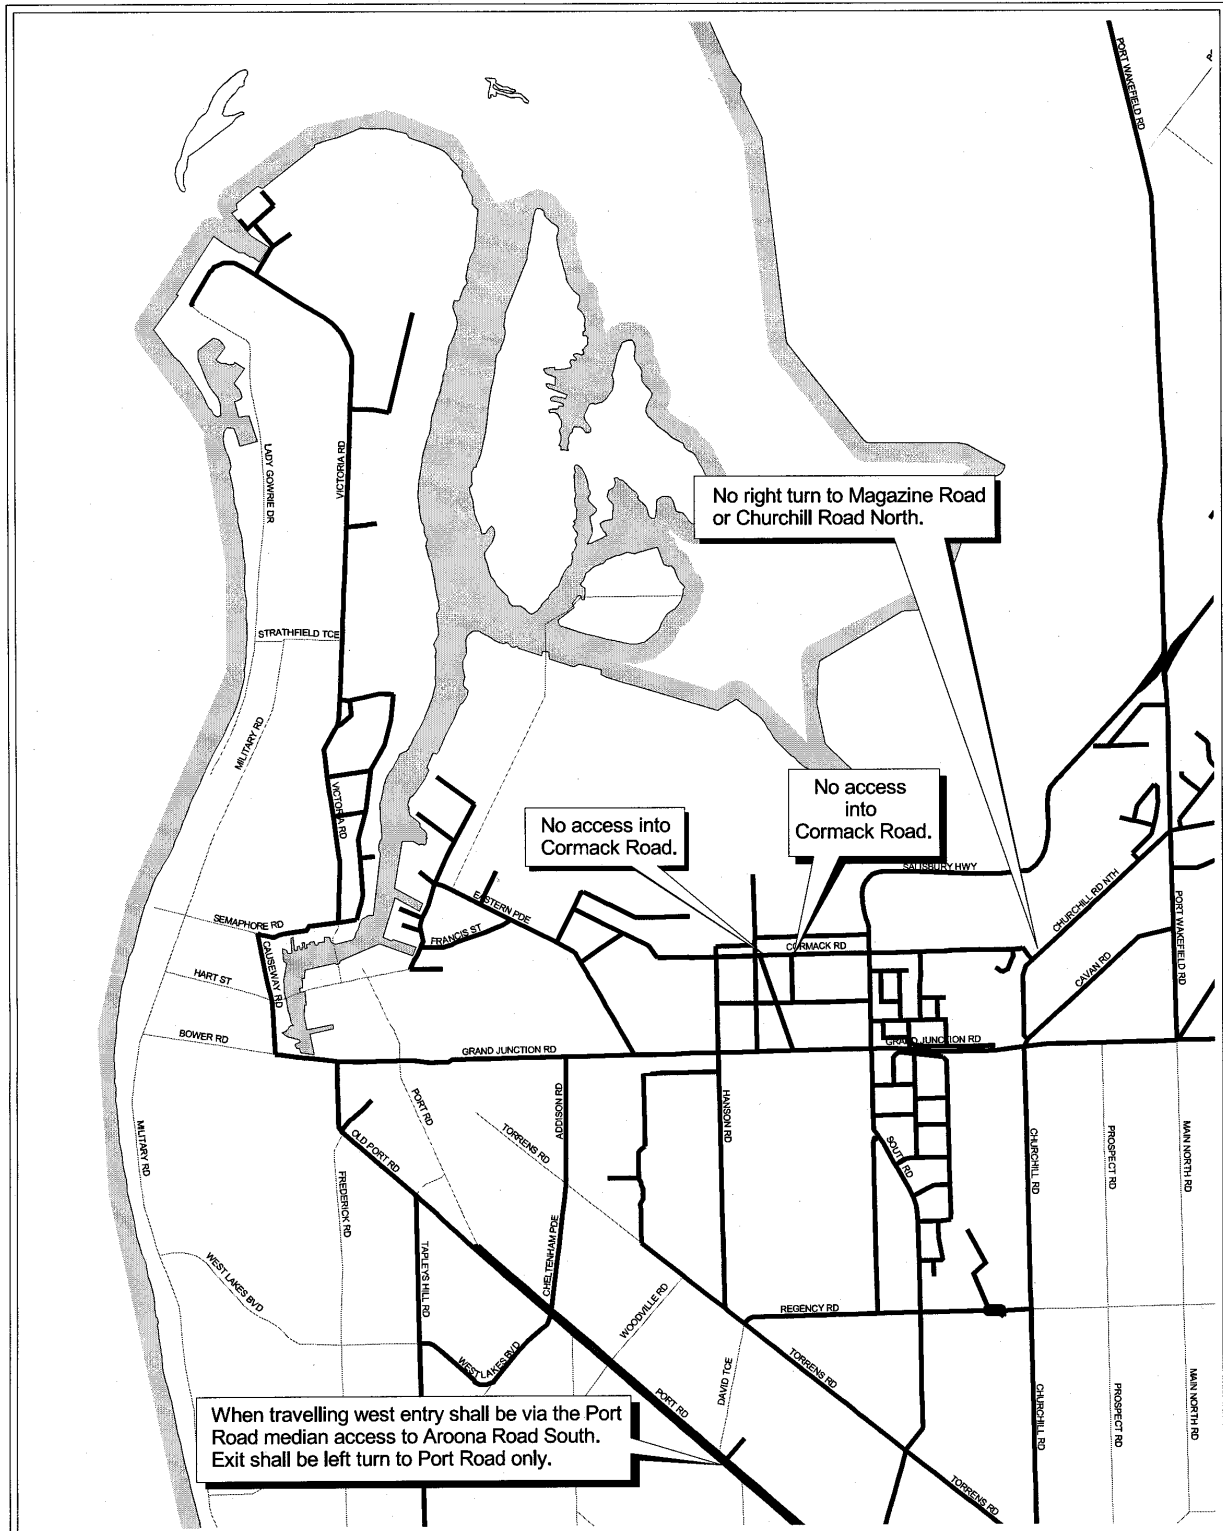 PORT WAKEFIELD RD
LADY GOWRIE DR
VICTORIA RD
No right turn to Magazine Road
or Churchill Road North.
STRATHFIELD TCE
MILITARY RD
VICTORIA RD
No access into
Cormack Road.
No access
into
Cormack Road.
SALISBURY HWY
CHURCHILL RD NTH
PORT WAKEFIELD RD
SEMAPHORE RD
EASTERN PDE
FRANCIS ST
CORMACK RD
CAUSEWAY RD
HART ST
CAVAN RD
BOWER RD
GRAND JUNCTION RD
GRAND JUNCTION RD
PORT RD
ADDISON RD
HANSON RD
TORRENS RD
MILITARY RD
OLD PORT RD
SOUTH RD
CHURCHILL RD
PROSPECT RD
MAIN NORTH RD
FREDERICK RD
TAPLEYS HILL RD
CHELTENHAM PDE
WEST LAKES BVD
WOODVILLE RD
REGENCY RD
WEST LAKES BVD
DAVID TCE
TORRENS RD
PORT RD
CHURCHILL RD
PROSPECT RD
MAIN NORTH RD
When travelling west entry shall be via the Port
Road median access to Aroona Road South.
Exit shall be left turn to Port Road only.
TORRENS RD